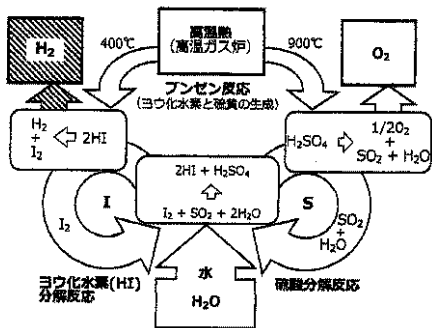 H₂
400℃
高温熱
(高温ガス炉)
900℃
O₂
ブンゼン反応
(ヨウ化水素と硫黄の生成)
H₂
+
I₂
2HI
H₂SO₄
1/2O₂
+
SO₂ + H₂O
2HI + H₂SO₄
I₂ + SO₂ + 2H₂O
I
S
I₂
SO₂
+
H₂O
ヨウ化水素(HI)
分解反応
水
H₂O
硫酸分解反応